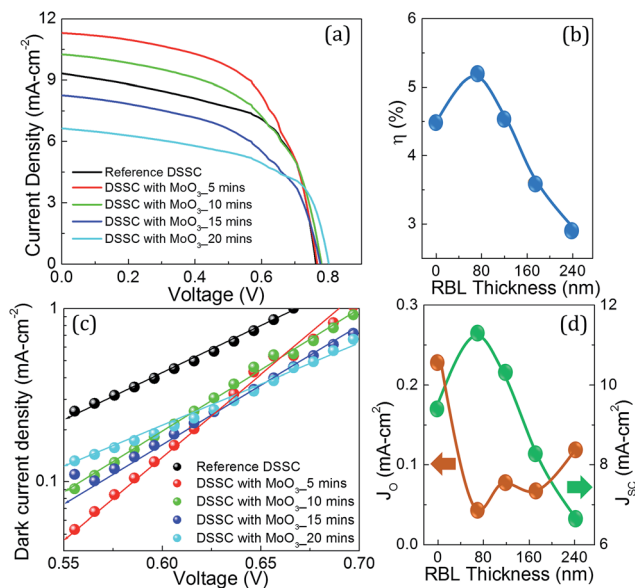 (a)
Current Density (mA-cm⁻²)
12
9
6
3
0
Reference DSSC
DSSC with MoO₃_5 mins
DSSC with MoO₃_10 mins
DSSC with MoO₃_15 mins
DSSC with MoO₃_20 mins
0.0 0.2 0.4 0.6 0.8
Voltage (V)
(b)
η (%)
6
5
4
3
0 80 160 240
RBL Thickness (nm)
(c)
Dark current density (mA-cm⁻²)
1
0.1
Reference DSSC
DSSC with MoO₃_5 mins
DSSC with MoO₃_10 mins
DSSC with MoO₃_15 mins
DSSC with MoO₃_20 mins
0.55 0.60 0.65 0.70
Voltage (V)
(d)
J_O (mA-cm⁻²)
0.3
0.2
0.1
0.0
12
10
8
6
J_SC (mA-cm⁻²)
0 80 160 240
RBL Thickness (nm)